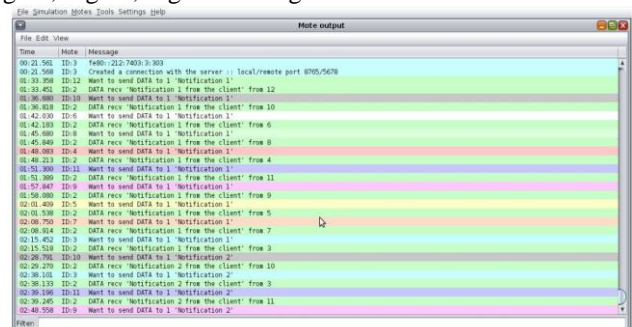 File Simulation Motes Tools Settings Help
Mote output
File Edit View
Time Mote Message
00:21.561 ID:3 fe80::212:7403:3:303
00:21.568 ID:3 Created a connection with the server :: local/remote port 8765/5678
01:33.358 ID:12 Want to send DATA to 1 'Notification 1'
01:33.451 ID:2 DATA recv 'Notification 1 from the client' from 12
01:36.680 ID:10 Want to send DATA to 1 'Notification 1'
01:36.818 ID:2 DATA recv 'Notification 1 from the client' from 10
01:42.030 ID:6 Want to send DATA to 1 'Notification 1'
01:42.183 ID:2 DATA recv 'Notification 1 from the client' from 6
01:45.680 ID:8 Want to send DATA to 1 'Notification 1'
01:45.849 ID:2 DATA recv 'Notification 1 from the client' from 8
01:48.083 ID:4 Want to send DATA to 1 'Notification 1'
01:48.213 ID:2 DATA recv 'Notification 1 from the client' from 4
01:51.300 ID:11 Want to send DATA to 1 'Notification 1'
01:51.389 ID:2 DATA recv 'Notification 1 from the client' from 11
01:57.847 ID:9 Want to send DATA to 1 'Notification 1'
01:58.080 ID:2 DATA recv 'Notification 1 from the client' from 9
02:01.409 ID:5 Want to send DATA to 1 'Notification 1'
02:01.538 ID:2 DATA recv 'Notification 1 from the client' from 5
02:08.750 ID:7 Want to send DATA to 1 'Notification 1'
02:08.914 ID:2 DATA recv 'Notification 1 from the client' from 7
02:15.452 ID:3 Want to send DATA to 1 'Notification 1'
02:15.518 ID:2 DATA recv 'Notification 1 from the client' from 3
02:28.791 ID:10 Want to send DATA to 1 'Notification 2'
02:29.270 ID:2 DATA recv 'Notification 2 from the client' from 10
02:38.101 ID:3 Want to send DATA to 1 'Notification 2'
02:38.133 ID:2 DATA recv 'Notification 2 from the client' from 3
02:39.196 ID:11 Want to send DATA to 1 'Notification 2'
02:39.245 ID:2 DATA recv 'Notification 2 from the client' from 11
02:48.558 ID:9 Want to send DATA to 1 'Notification 2'
Filter: